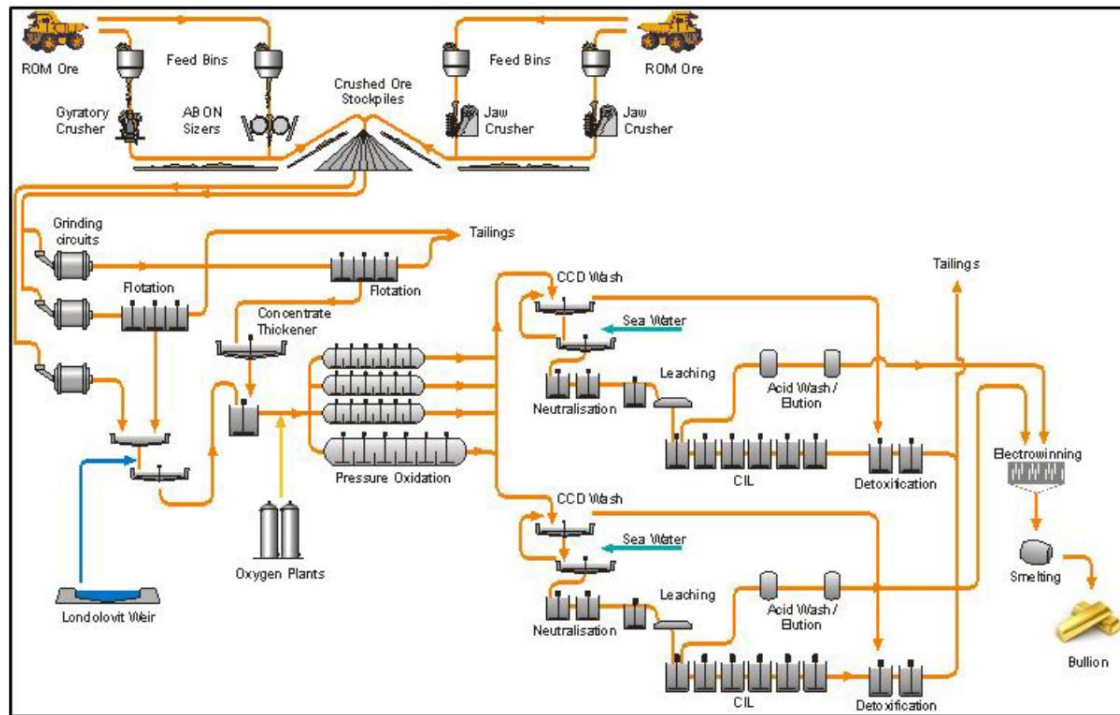 ROM Ore
Feed Bins
Feed Bins
ROM Ore
Crushed Ore
Stockpiles
Gyratory
Crusher
ABON
Sizers
Jaw
Crusher
Jaw
Crusher
Grinding
circuits
Tailings
Flotation
Flotation
Concentrate
Thickener
CCD Wash
Sea Water
Tailings
Leaching
Neutralisation
Acid Wash /
Elution
Pressure Oxidation
CIL
Detoxification
Electrowinning
CCD Wash
Sea Water
Oxygen Plants
Smelting
Londolovit Weir
Leaching
Neutralisation
Acid Wash /
Elution
Bullion
CIL
Detoxification